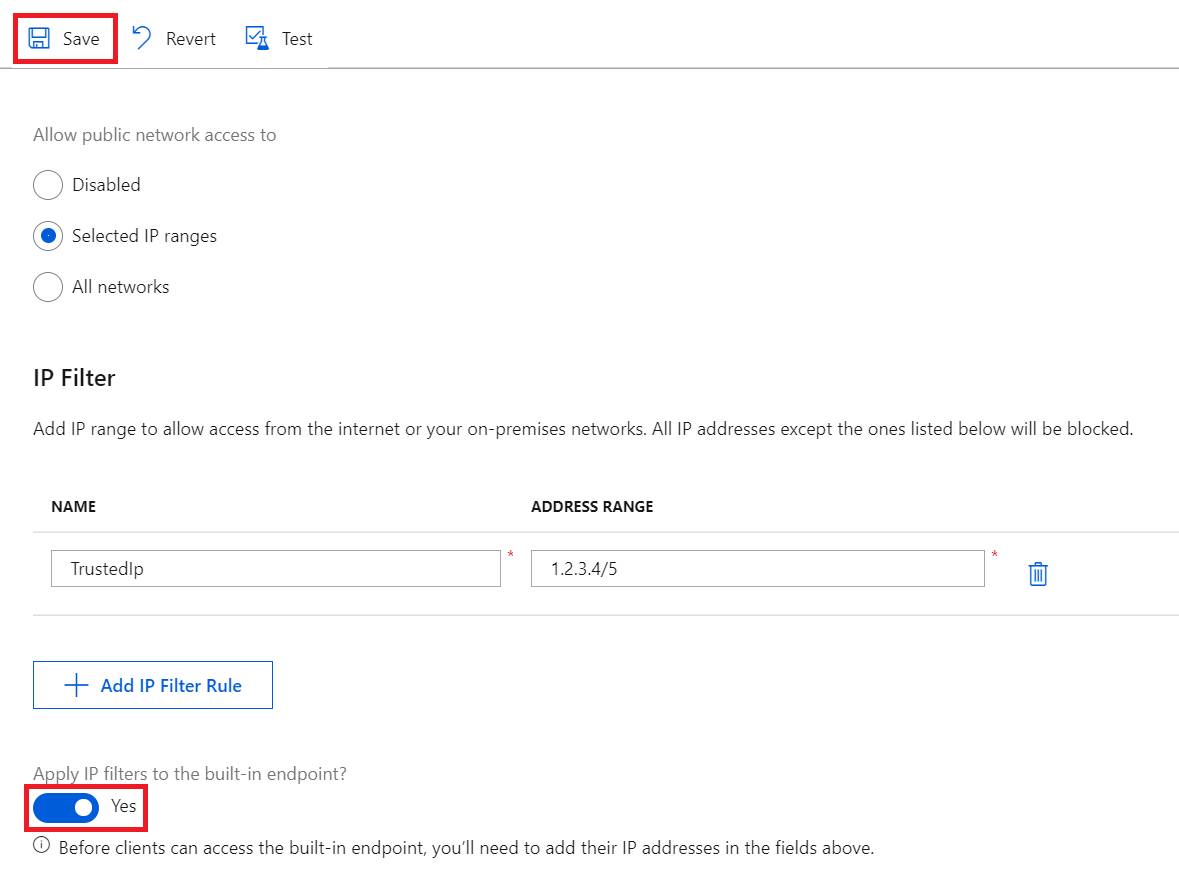 Save Revert Test
Allow public network access to
Disabled
Selected IP ranges
All networks
IP Filter
Add IP range to allow access from the internet or your on-premises networks. All IP addresses except the ones listed below will be blocked.
NAME ADDRESS RANGE
TrustedIp * 1.2.3.4/5 *
Add IP Filter Rule
Apply IP filters to the built-in endpoint?
Yes
Before clients can access the built-in endpoint, you'll need to add their IP addresses in the fields above.